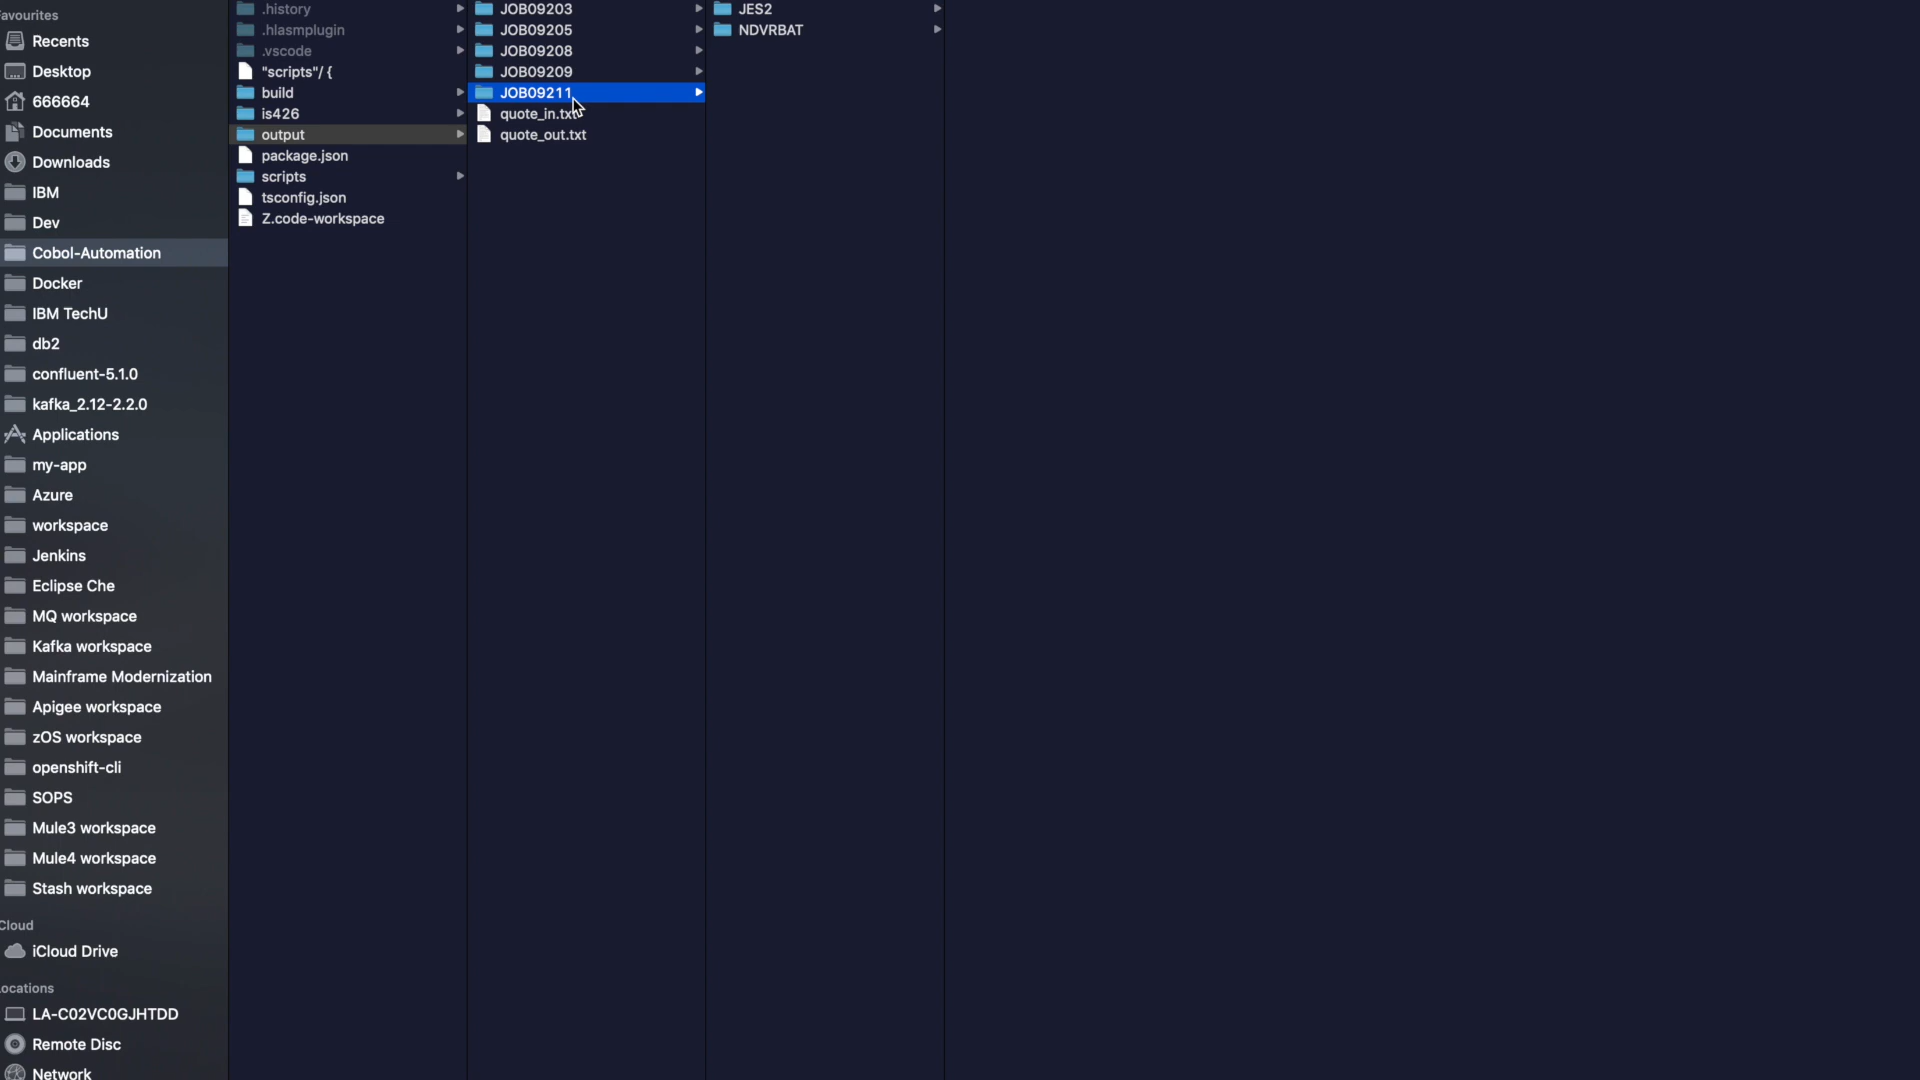 avourites
Recents
Desktop
666664
Documents
Downloads
IBM
Dev
Cobol-Automation
Docker
IBM TechU
db2
confluent-5.1.0
kafka_2.12-2.2.0
Applications
my-app
Azure
workspace
Jenkins
Eclipse Che
MQ workspace
Kafka workspace
Mainframe Modernization
Apigee workspace
zOS workspace
openshift-cli
SOPS
Mule3 workspace
Mule4 workspace
Stash workspace
Cloud
iCloud Drive
ocations
LA-C02VC0GJHTDD
Remote Disc
Network
.history
.hlasmplugin
.vscode
"scripts"/ {
build
is426
output
package.json
scripts
tsconfig.json
Z.code-workspace
JOB09203
JOB09205
JOB09208
JOB09209
JOB09211
quote_in.txt
quote_out.txt
JES2
NDVRBAT